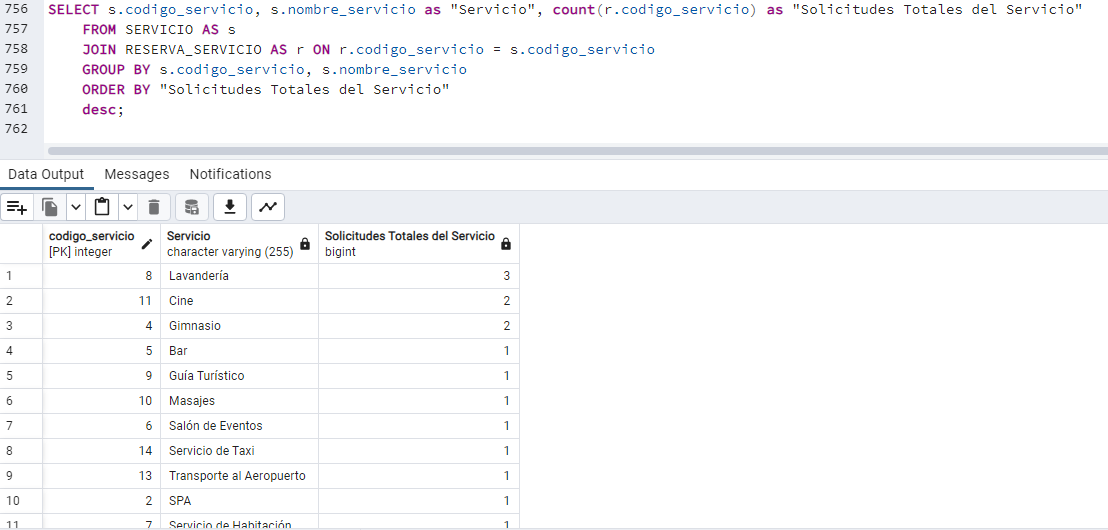 756 SELECT s.codigo_servicio, s.nombre_servicio as "Servicio", count(r.codigo_servicio) as "Solicitudes Totales del Servicio"
757 FROM SERVICIO AS s
758 JOIN RESERVA_SERVICIO AS r ON r.codigo_servicio = s.codigo_servicio
759 GROUP BY s.codigo_servicio, s.nombre_servicio
760 ORDER BY "Solicitudes Totales del Servicio"
761 desc;
762
Data Output Messages Notifications
codigo_servicio Servicio Solicitudes Totales del Servicio
[PK] integer character varying (255) bigint
1 8 Lavandería 3
2 11 Cine 2
3 4 Gimnasio 2
4 5 Bar 1
5 9 Guía Turístico 1
6 10 Masajes 1
7 6 Salón de Eventos 1
8 14 Servicio de Taxi 1
9 13 Transporte al Aeropuerto 1
10 2 SPA 1
11 7 Servicio de Habitación 1